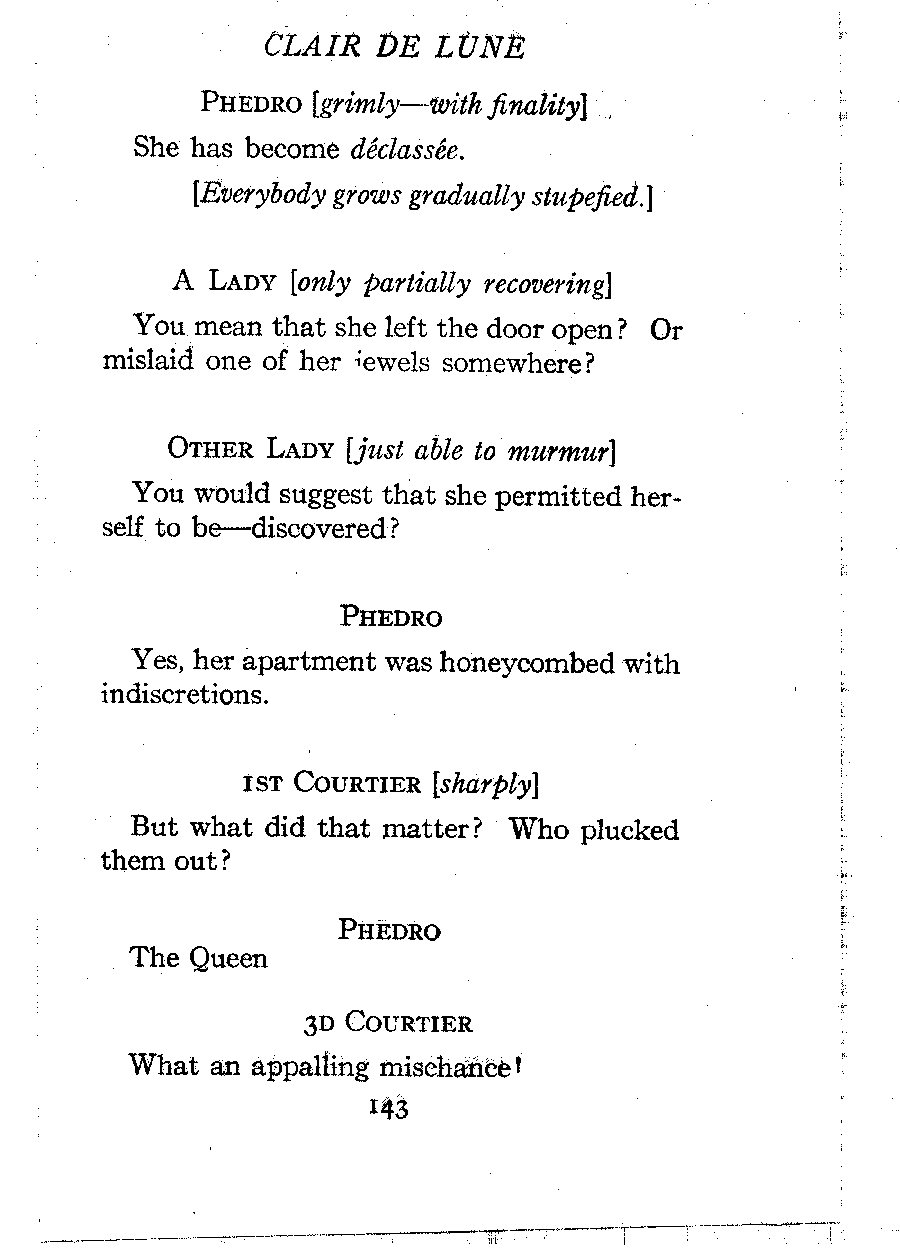 CLAIR DE LUNE
PHEDRO [grimly—with finality]
She has become déclassée.
[Everybody grows gradually stupefied.]
A LADY [only partially recovering]
You mean that she left the door open? Or
mislaid one of her jewels somewhere?
OTHER LADY [just able to murmur]
You would suggest that she permitted her-
self to be—discovered?
PHEDRO
Yes, her apartment was honeycombed with
indiscretions.
1ST COURTIER [sharply]
But what did that matter? Who plucked
them out?
PHEDRO
The Queen
3D COURTIER
What an appalling mischance!
143